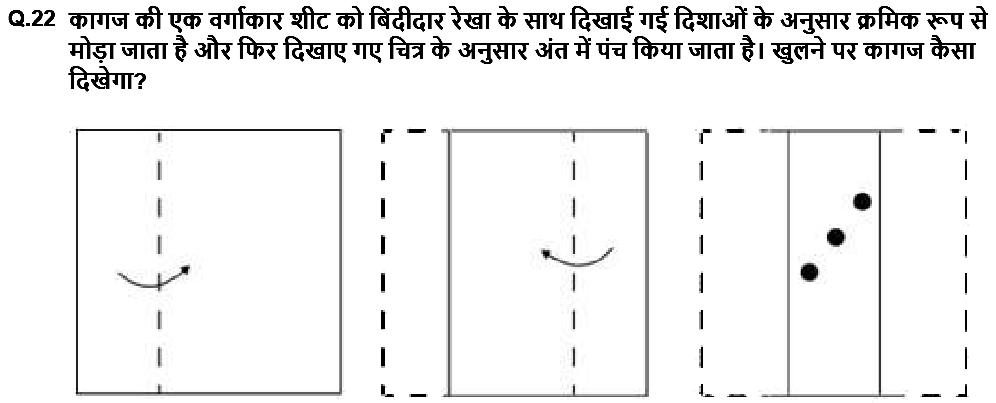 Q.22 कागज की एक वर्गाकार शीट को बिंदीदार रेखा के साथ दिखाई गई दिशाओं के अनुसार क्रमिक रूप से
मोड़ा जाता है और फिर दिखाए गए चित्र के अनुसार अंत में पंच किया जाता है। खुलने पर कागज कैसा
दिखेगा?